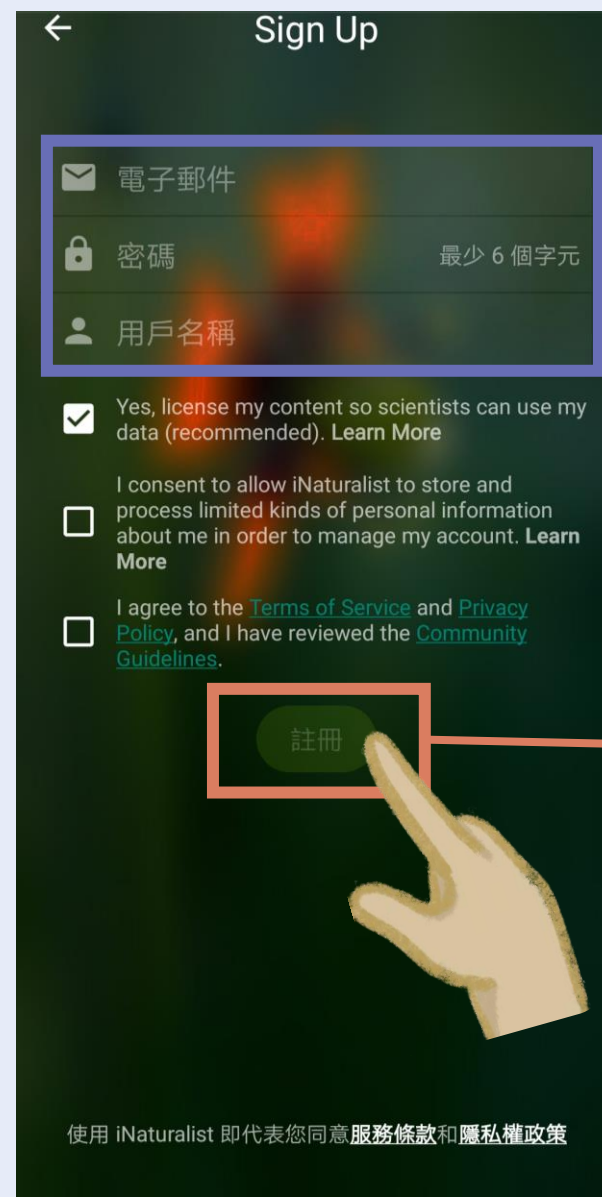 Sign Up
電子郵件
密碼 最少 6 個字元
用戶名稱
Yes, license my content so scientists can use my
data (recommended). Learn More
I consent to allow iNaturalist to store and
process limited kinds of personal information
about me in order to manage my account. Learn
More
I agree to the Terms of Service and Privacy
Policy, and I have reviewed the Community
Guidelines.
註冊
使用 iNaturalist 即代表您同意服務條款和隱私權政策